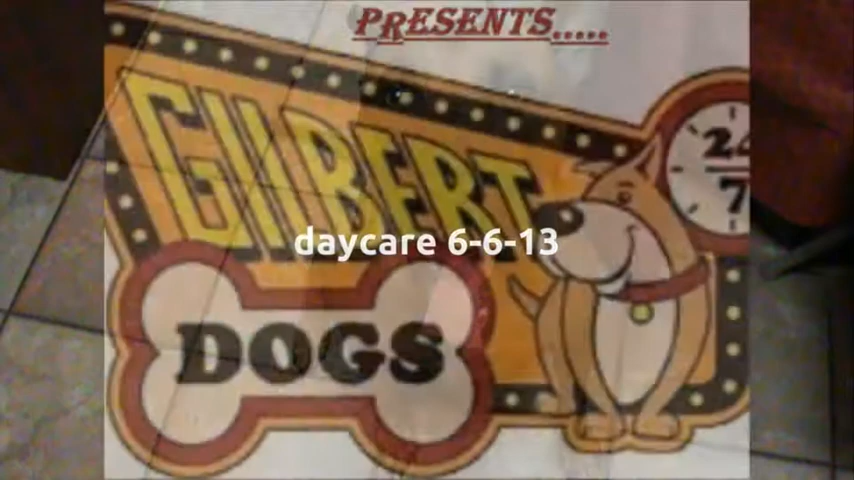 PRESENTS.....
GILBERT
24
7
daycare 6-6-13
DOGS